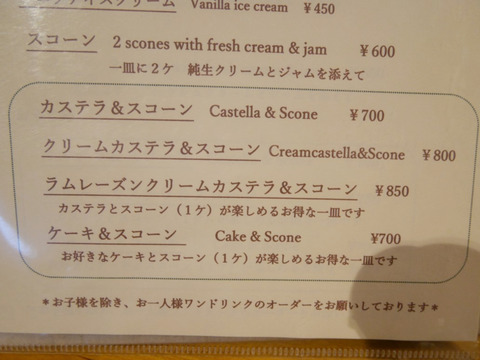 Vanilla ice cream ¥450
スコーン 2 scones with fresh cream & jam ¥600
一皿に2ケ 純生クリームとジャムを添えて
カステラ&スコーン Castella & Scone ¥700
クリームカステラ&スコーン Creamcastella&Scone ¥800
ラムレーズンクリームカステラ&スコーン ¥850
カステラとスコーン(1ケ)が楽しめるお得な一皿です
ケーキ&スコーン Cake & Scone ¥700
お好きなケーキとスコーン(1ケ)が楽しめるお得な一皿です
*お子様を除き、お一人様ワンドリンクのオーダーをお願いしております*